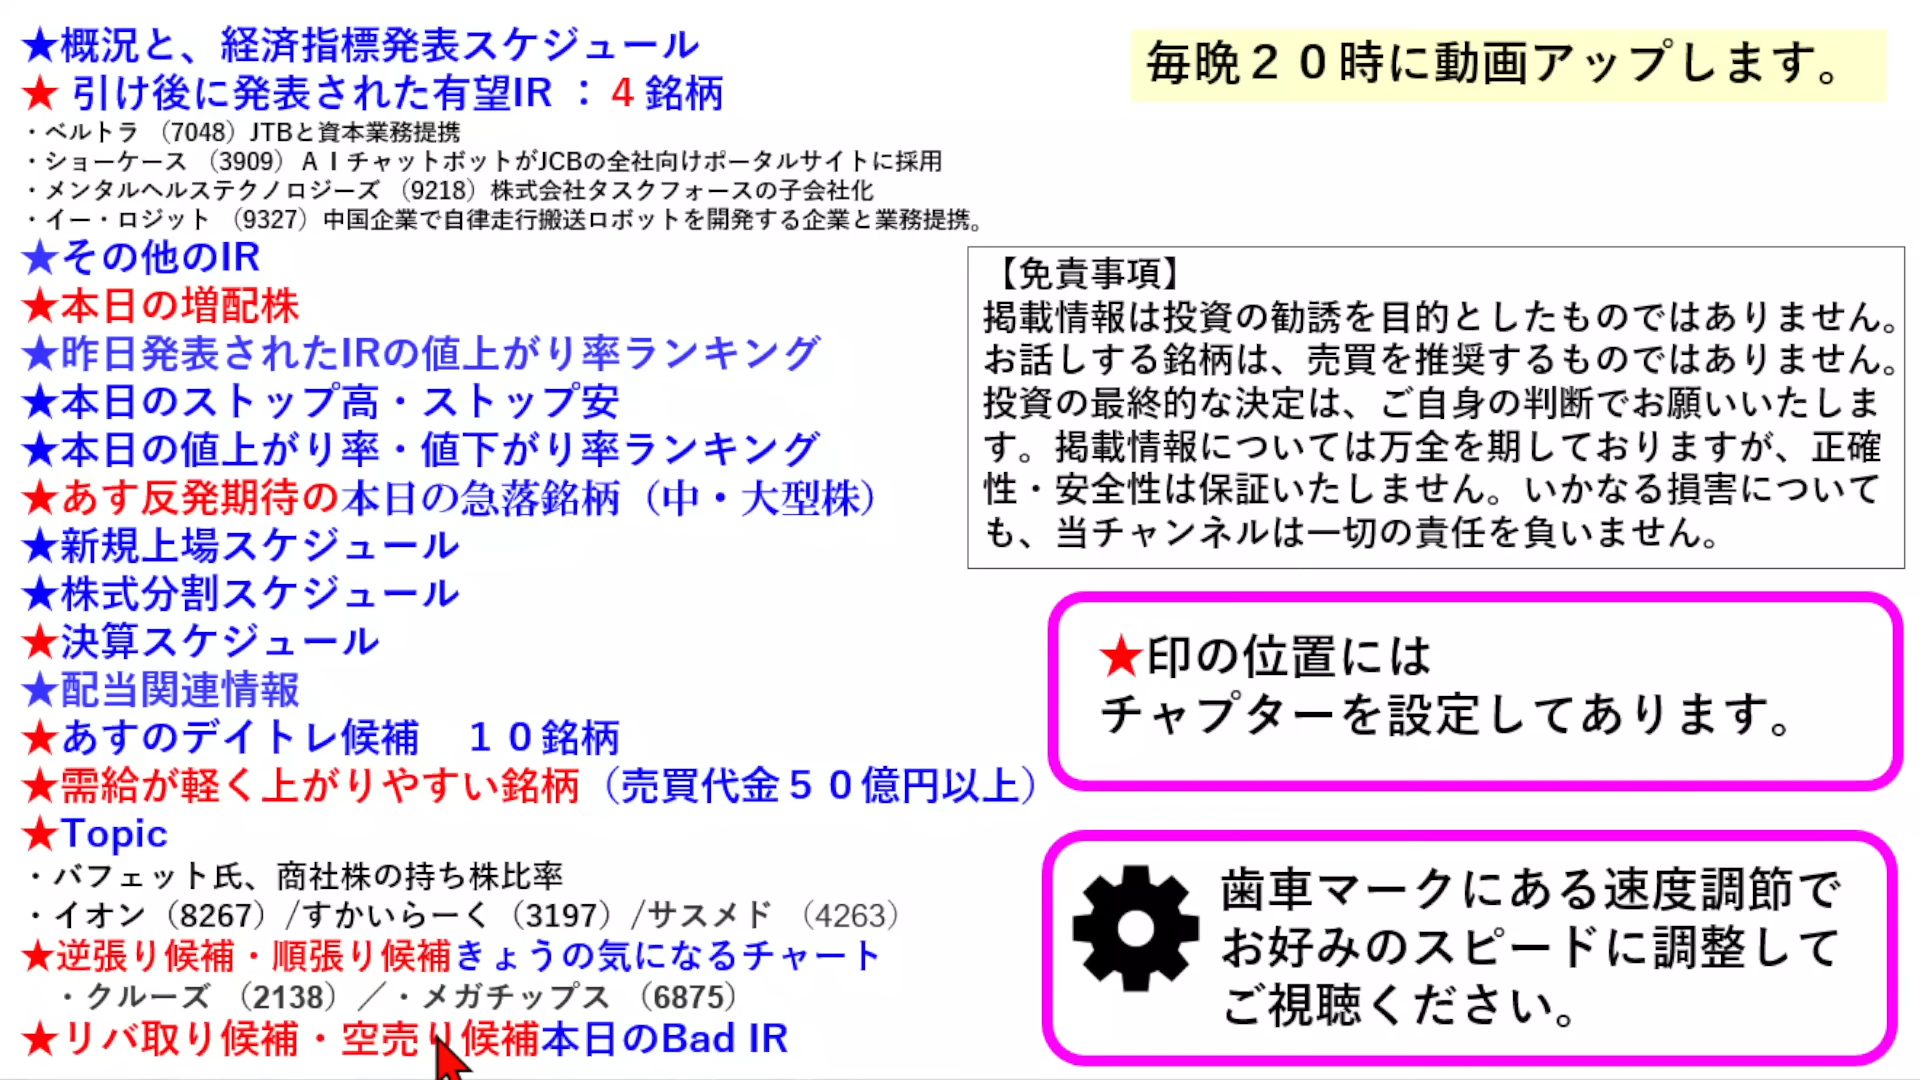 ★概況と、経済指標発表スケジュール
★ 引け後に発表された有望IR ：４銘柄
・ベルトラ （7048）JTBと資本業務提携
・ショーケース （3909）ＡＩチャットボットがJCBの全社向けポータルサイトに採用
・メンタルヘルステクノロジーズ （9218）株式会社タスクフォースの子会社化
・イー・ロジット （9327）中国企業で自律走行搬送ロボットを開発する企業と業務提携。
★その他のIR
★本日の増配株
★昨日発表されたIRの値上がり率ランキング
★本日のストップ高・ストップ安
★本日の値上がり率・値下がり率ランキング
★あす反発期待の本日の急落銘柄（中・大型株）
★新規上場スケジュール
★株式分割スケジュール
★決算スケジュール
★配当関連情報
★あすのデイトレ候補　１０銘柄
★需給が軽く上がりやすい銘柄（売買代金５０億円以上）
★Topic
・バフェット氏、商社株の持ち株比率
・イオン（8267）/すかいらーく（3197）/サスメド （4263）
★逆張り候補・順張り候補きょうの気になるチャート
・クルーズ （2138）／・メガチップス （6875）
★リバ取り候補・空売り候補本日のBad IR
毎晩２０時に動画アップします。
【免責事項】
掲載情報は投資の勧誘を目的としたものではありません。
お話しする銘柄は、売買を推奨するものではありません。
投資の最終的な決定は、ご自身の判断でお願いいたしま
す。掲載情報については万全を期しておりますが、正確
性・安全性は保証いたしません。いかなる損害について
も、当チャンネルは一切の責任を負いません。
★印の位置には
チャプターを設定してあります。
歯車マークにある速度調節で
お好みのスピードに調整して
ご視聴ください。